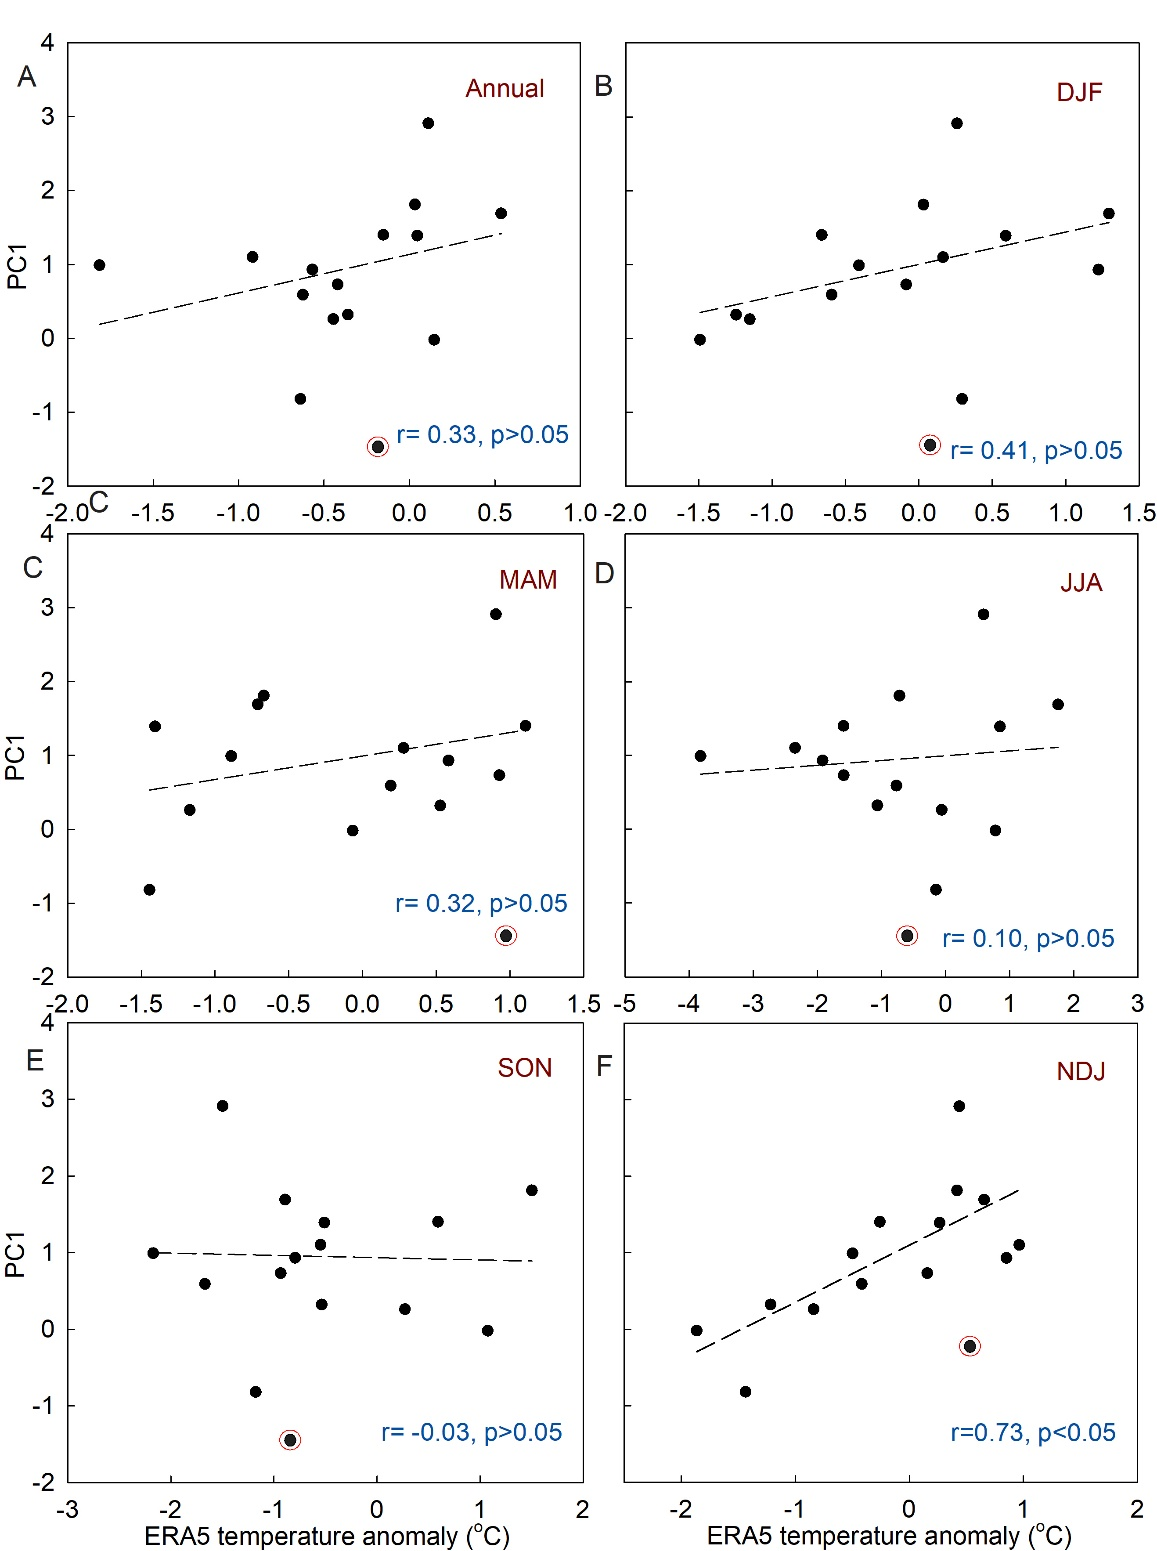 4
A
Annual
3
2
PC1
1
0
-1
r= 0.33, p>0.05
-2
-2.0 -1.5 -1.0 -0.5 0.0 0.5 1.0
C
B
DJF
r= 0.41, p>0.05
-2.0 -1.5 -1.0 -0.5 0.0 0.5 1.0 1.5
4
C
MAM
3
2
PC1
1
0
-1
r= 0.32, p>0.05
-2
-2.0 -1.5 -1.0 -0.5 0.0 0.5 1.0 1.5
D
JJA
r= 0.10, p>0.05
-5 -4 -3 -2 -1 0 1 2 3
4
E
SON
3
2
PC1
1
0
-1
r= -0.03, p>0.05
-2
-3 -2 -1 0 1 2
ERA5 temperature anomaly (°C)
F
NDJ
r=0.73, p<0.05
-2 -1 0 1 2
ERA5 temperature anomaly (°C)